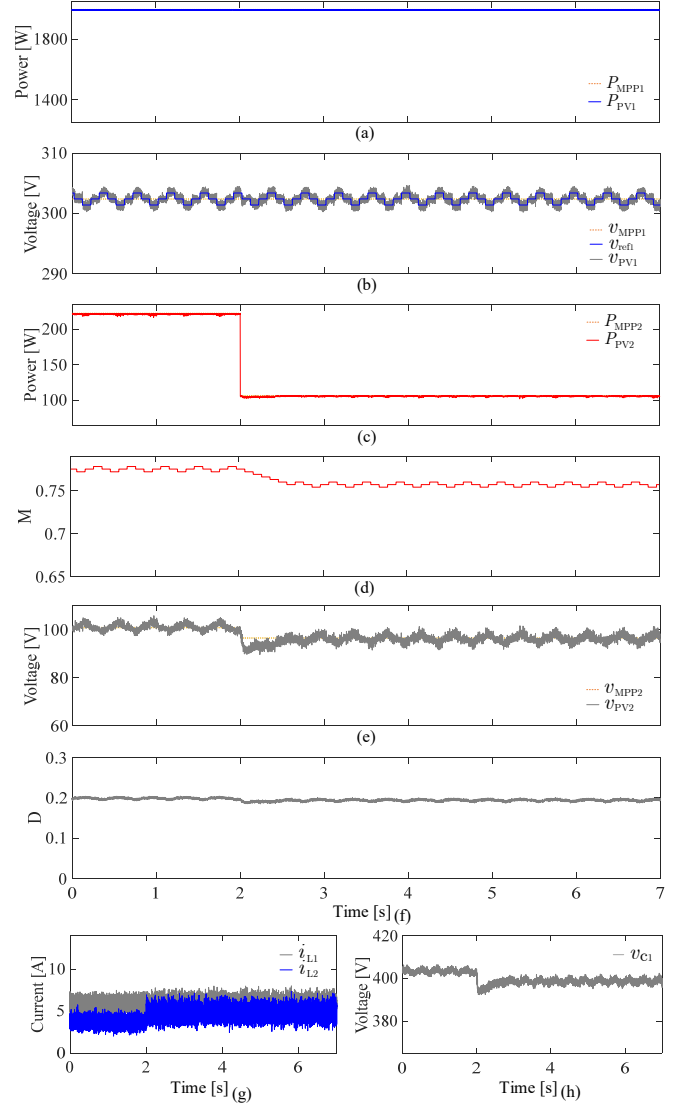 1800
1400
Power [W]
P_MPP1
P_PV1
(a)
310
300
290
Voltage [V]
v_MPP1
v_ref1
v_PV1
(b)
200
150
100
Power [W]
P_MPP2
P_PV2
(c)
0.75
0.7
0.65
M
(d)
100
80
60
Voltage [V]
v_MPP2
v_PV2
(e)
0.3
0.2
0.1
0
D
0 1 2 3 4 5 6 7
Time [s] (f)
10
5
0
Current [A]
i_L1
i_L2
0 2 4 6
Time [s] (g)
420
400
380
Voltage [V]
v_C1
0 2 4 6
Time [s] (h)